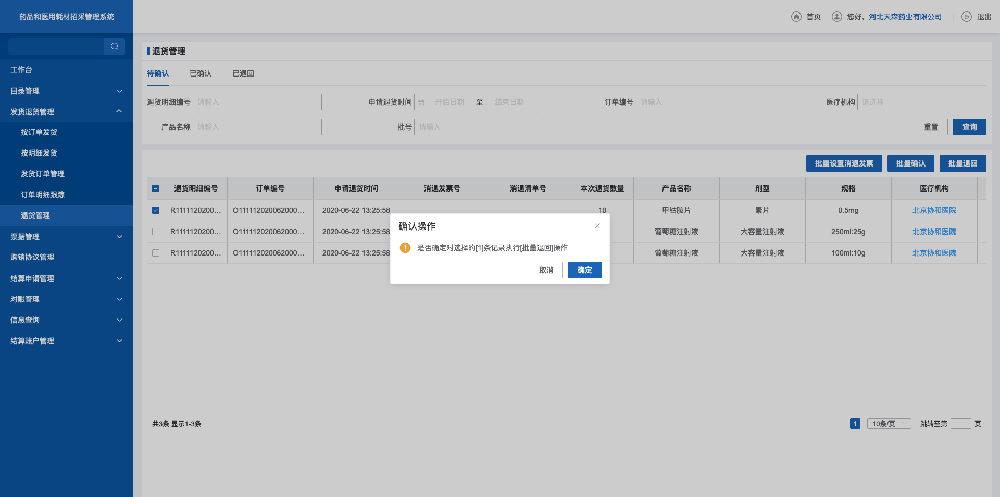 药品和医用耗材招采管理系统
首页
您好，河北天森药业有限公司
退出
工作台
目录管理
发货退货管理
按订单发货
按明细发货
发货订单管理
订单明细跟踪
退货管理
票据管理
购销协议管理
结算申请管理
对账管理
信息查询
结算账户管理
退货管理
待确认 已确认 已退回
退货明细编号 请输入 申请退货时间 开始日期 至 结束日期 订单编号 请输入 医疗机构 请选择
产品名称 请输入 批号 请输入 重置 查询
批量设置消退发票 批量确认 批量退回
退货明细编号 订单编号 申请退货时间 消退发票号 消退清单号 本次退货数量 产品名称 剂型 规格 医疗机构
R1111120200... O111112020062000... 2020-06-22 13:25:58 10 甲钴胺片 素片 0.5mg 北京协和医院
R1111120200... O111112020062000... 2020-06-22 13:25:58 葡萄糖注射液 大容量注射液 250ml:25g 北京协和医院
R1111120200... O111112020062000... 2020-06-22 13:25:58 葡萄糖注射液 大容量注射液 100ml:10g 北京协和医院
确认操作
是否确定对选择的[1]条记录执行[批量退回]操作
取消 确定
共3条 显示1-3条 1 10条/页 跳转至第 页